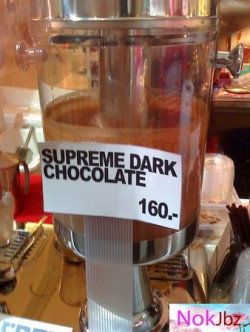 SUPREME DARK
CHOCOLATE
160.-
NokJbz